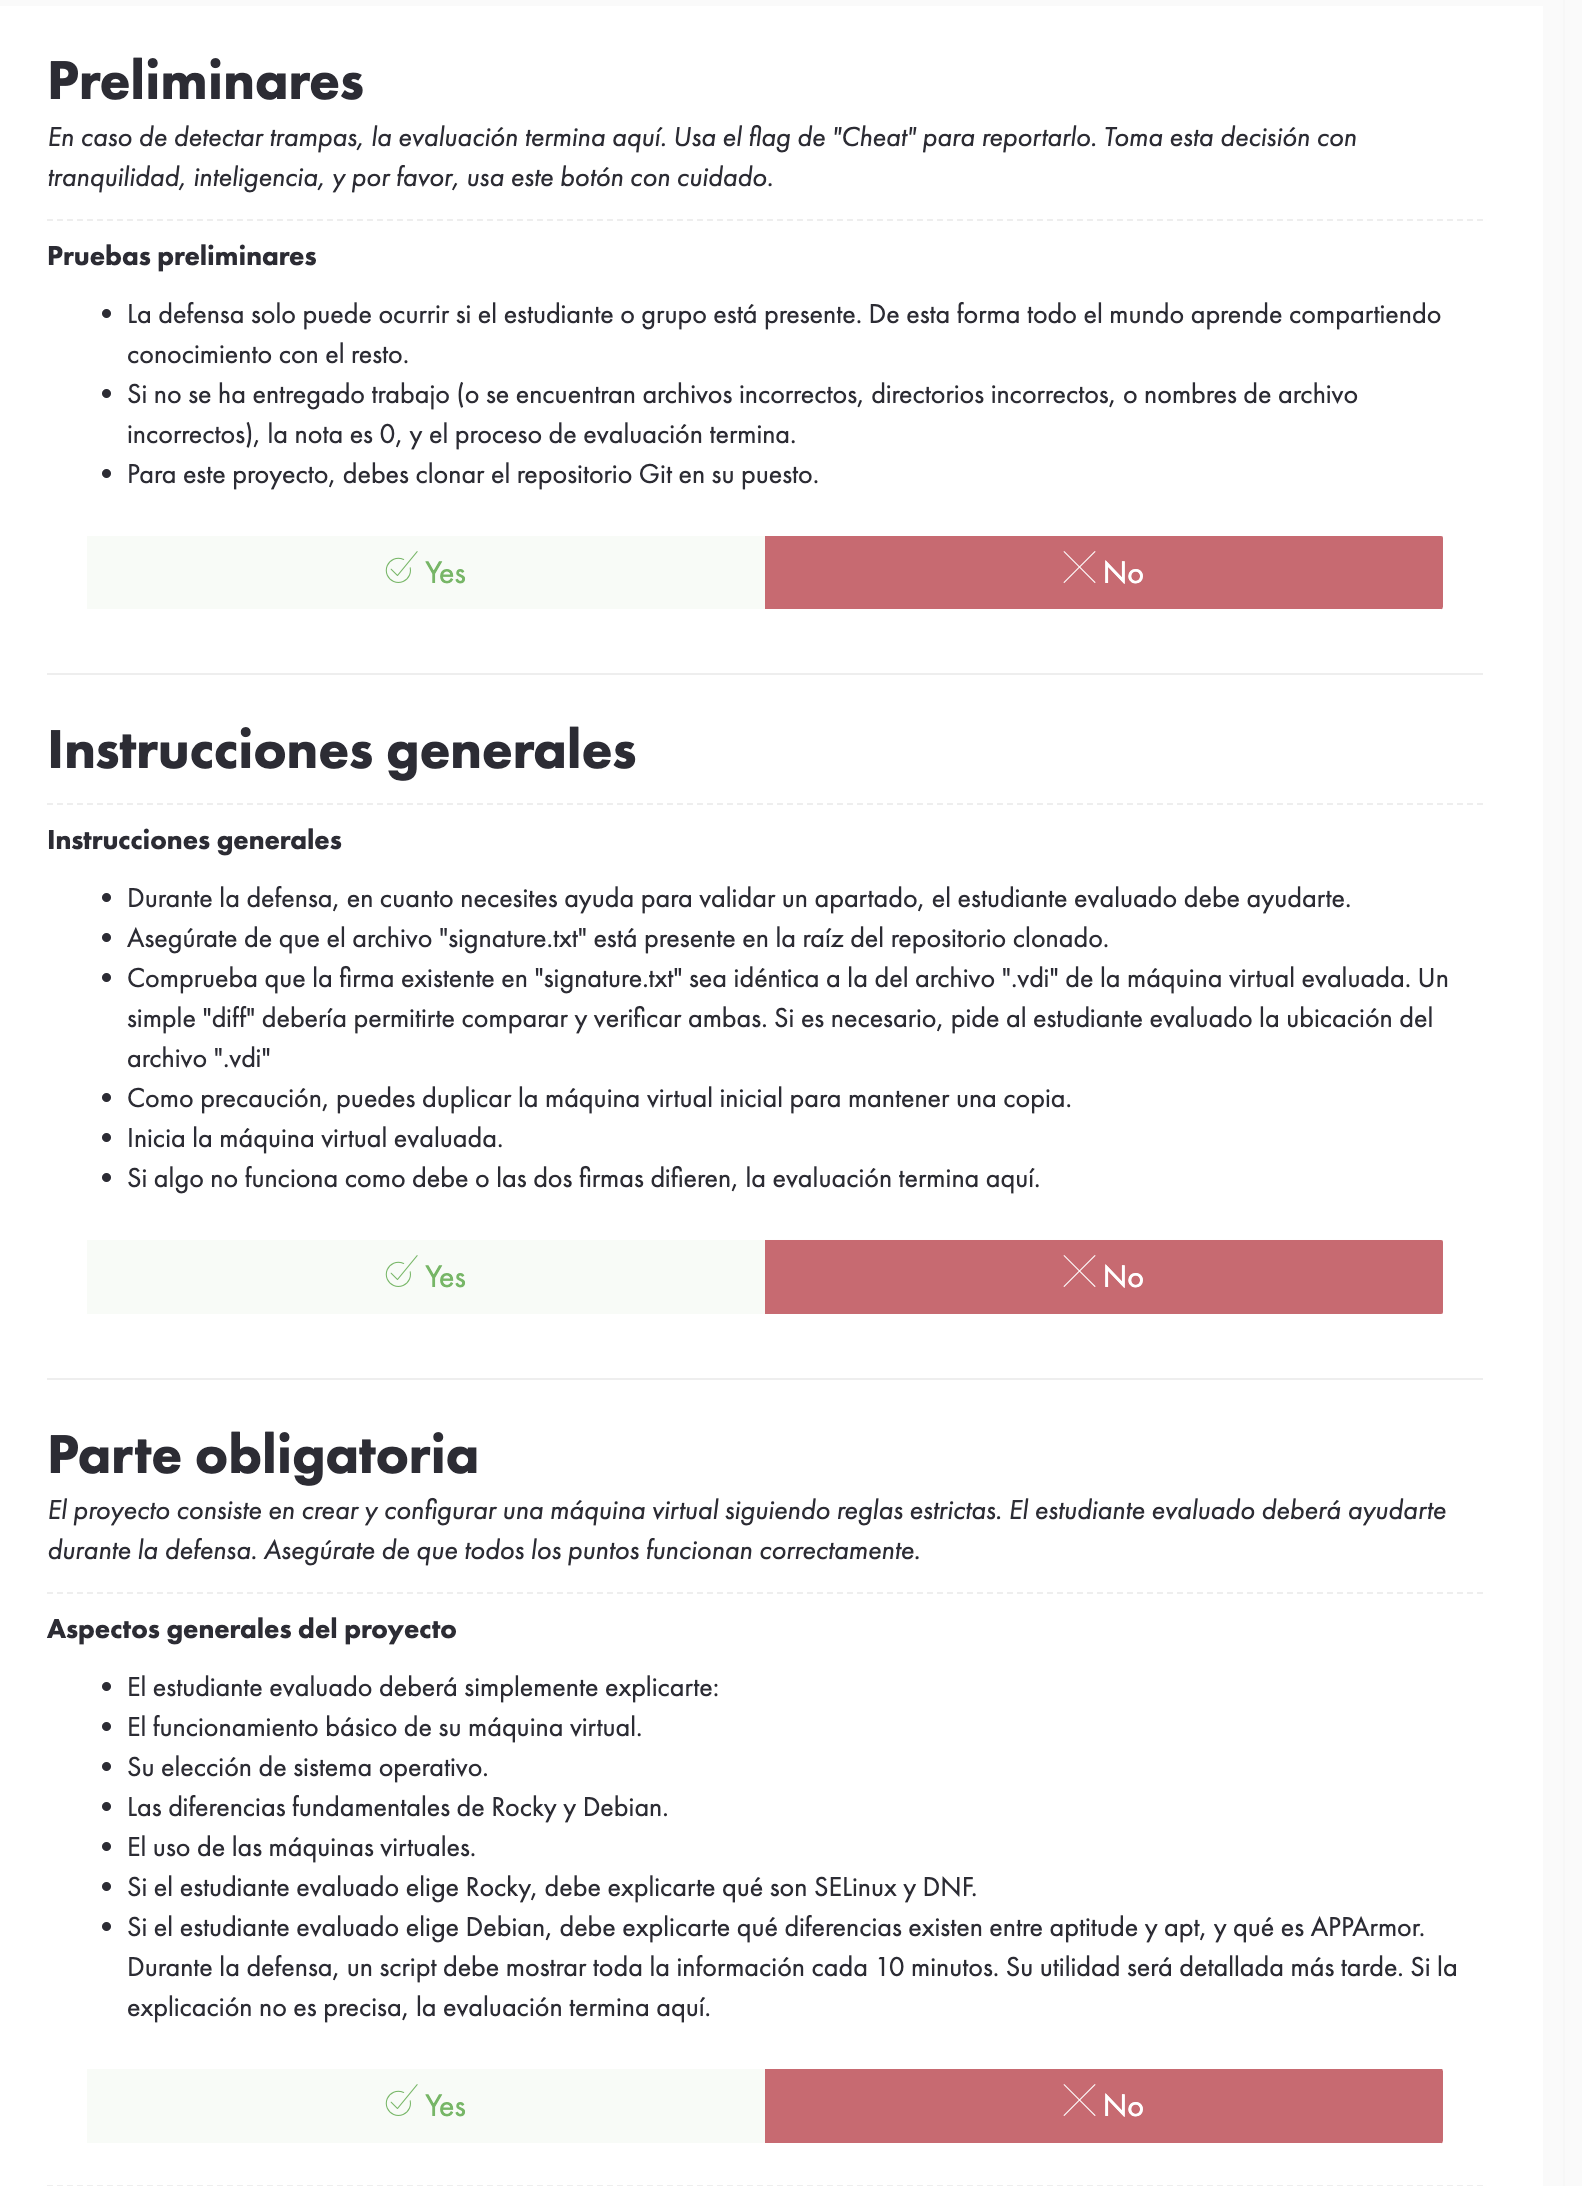 Preliminares
En caso de detectar trampas, la evaluación termina aquí. Usa el flag de "Cheat" para reportarlo. Toma esta decisión con
tranquilidad, inteligencia, y por favor, usa este botón con cuidado.
Pruebas preliminares
• La defensa solo puede ocurrir si el estudiante o grupo está presente. De esta forma todo el mundo aprende compartiendo
conocimiento con el resto.
• Si no se ha entregado trabajo (o se encuentran archivos incorrectos, directorios incorrectos, o nombres de archivo
incorrectos), la nota es 0, y el proceso de evaluación termina.
• Para este proyecto, debes clonar el repositorio Git en su puesto.
Yes No
Instrucciones generales
Instrucciones generales
• Durante la defensa, en cuanto necesites ayuda para validar un apartado, el estudiante evaluado debe ayudarte.
• Asegúrate de que el archivo "signature.txt" está presente en la raíz del repositorio clonado.
• Comprueba que la firma existente en "signature.txt" sea idéntica a la del archivo ".vdi" de la máquina virtual evaluada. Un
simple "diff" debería permitirte comparar y verificar ambas. Si es necesario, pide al estudiante evaluado la ubicación del
archivo ".vdi"
• Como precaución, puedes duplicar la máquina virtual inicial para mantener una copia.
• Inicia la máquina virtual evaluada.
• Si algo no funciona como debe o las dos firmas difieren, la evaluación termina aquí.
Yes No
Parte obligatoria
El proyecto consiste en crear y configurar una máquina virtual siguiendo reglas estrictas. El estudiante evaluado deberá ayudarte
durante la defensa. Asegúrate de que todos los puntos funcionan correctamente.
Aspectos generales del proyecto
• El estudiante evaluado deberá simplemente explicarte:
• El funcionamiento básico de su máquina virtual.
• Su elección de sistema operativo.
• Las diferencias fundamentales de Rocky y Debian.
• El uso de las máquinas virtuales.
• Si el estudiante evaluado elige Rocky, debe explicarte qué son SELinux y DNF.
• Si el estudiante evaluado elige Debian, debe explicarte qué diferencias existen entre aptitude y apt, y qué es APPArmor.
Durante la defensa, un script debe mostrar toda la información cada 10 minutos. Su utilidad será detallada más tarde. Si la
explicación no es precisa, la evaluación termina aquí.
Yes No